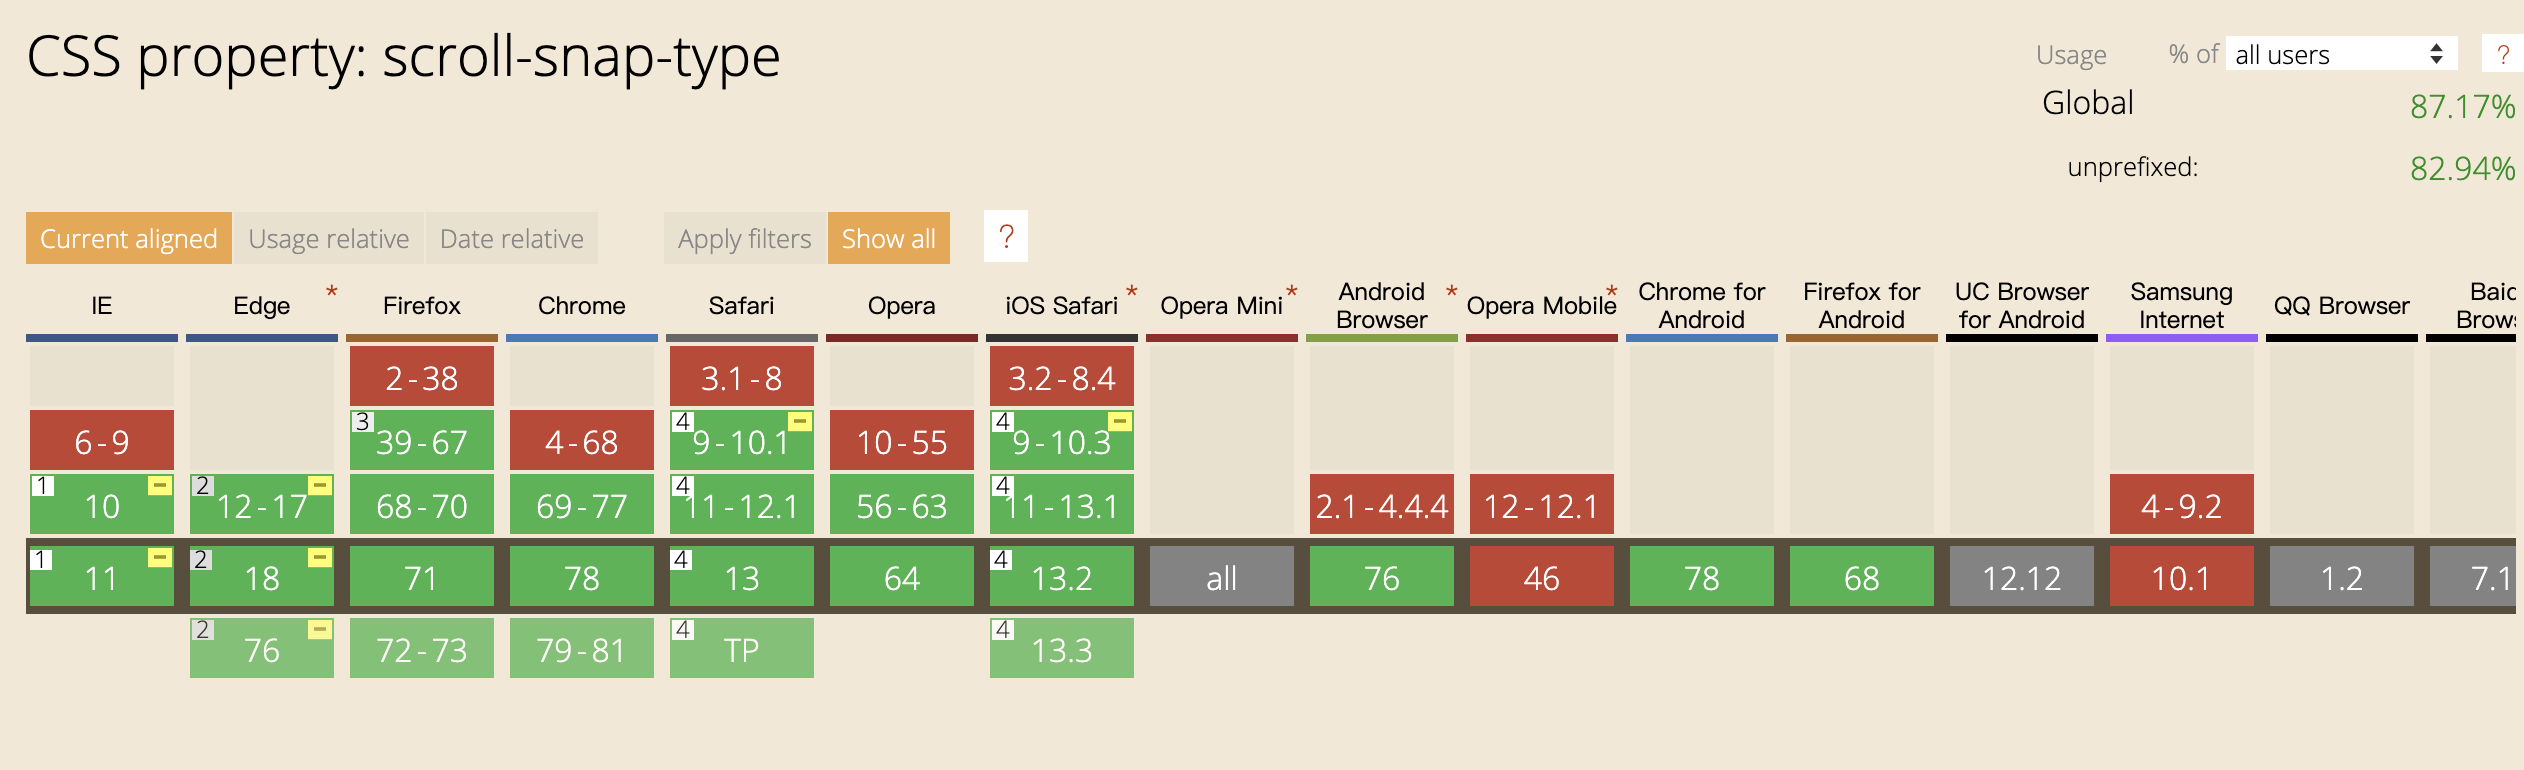 CSS property: scroll-snap-type
Usage % of all users ?
Global 87.17%
unprefixed: 82.94%
Current aligned Usage relative Date relative Apply filters Show all ?
IE Edge * Firefox Chrome Safari Opera iOS Safari * Opera Mini * Android Browser * Opera Mobile * Chrome for Android Firefox for Android UC Browser for Android Samsung Internet QQ Browser
2-38 3.1-8 3.2-8.4
6-9 3 39-67 4-68 4 9-10.1 - 10-55 4 9-10.3 -
1 10 - 2 12-17 - 68-70 69-77 4 11-12.1 56-63 4 11-13.1 2.1-4.4.4 12-12.1 4-9.2
1 11 - 2 18 - 71 78 4 13 64 4 13.2 all 76 46 78 68 12.12 10.1 1.2 7.1
2 76 - 72-73 79-81 4 TP 4 13.3